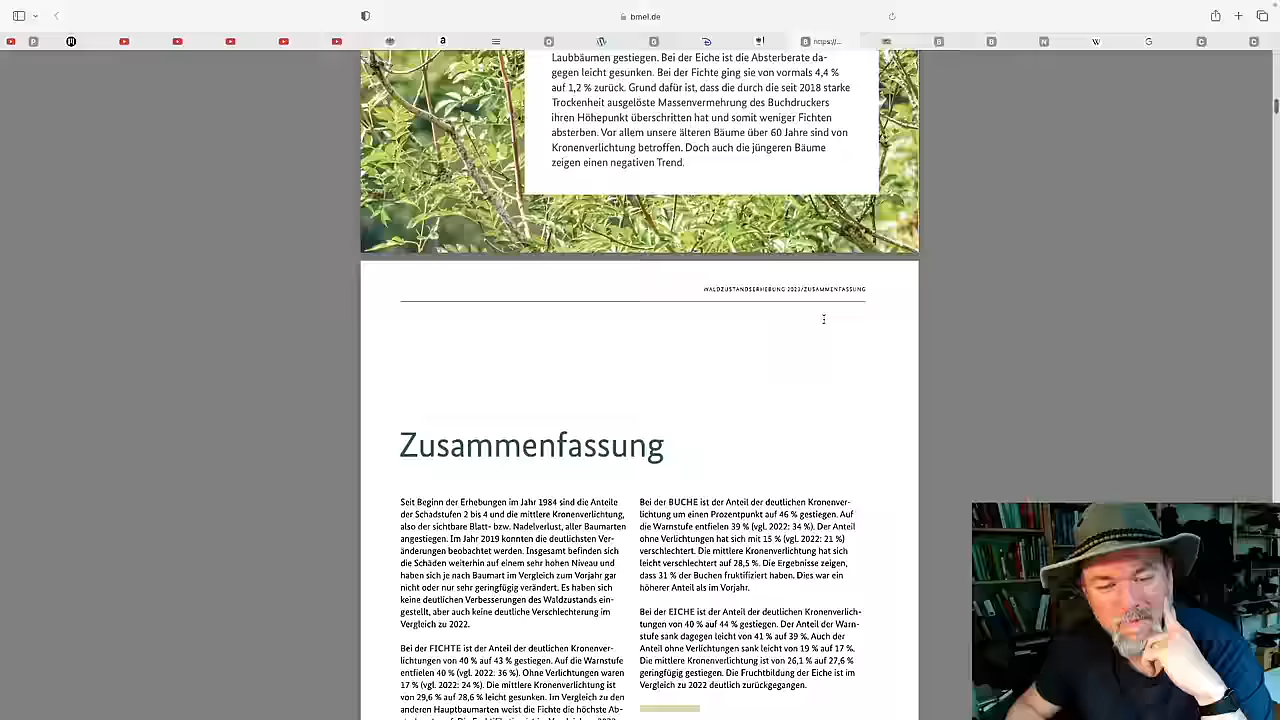 bmel.de
https://...
Laubbäumen gestiegen. Bei der Eiche ist die Absterberate da-
gegen leicht gesunken. Bei der Fichte ging sie von vormals 4,4 %
auf 1,2 % zurück. Grund dafür ist, dass die durch die seit 2018 starke
Trockenheit ausgelöste Massenvermehrung des Buchdruckers
ihren Höhepunkt überschritten hat und somit weniger Fichten
absterben. Vor allem unsere älteren Bäume über 60 Jahre sind von
Kronenverlichtung betroffen. Doch auch die jüngeren Bäume
zeigen einen negativen Trend.
WALDZUSTANDSERHEBUNG 2023/ZUSAMMENFASSUNG
Zusammenfassung
Seit Beginn der Erhebungen im Jahr 1984 sind die Anteile
der Schadstufen 2 bis 4 und die mittlere Kronenverlichtung,
also der sichtbare Blatt- bzw. Nadelverlust, aller Baumarten
angestiegen. Im Jahr 2019 konnten die deutlichsten Ver-
änderungen beobachtet werden. Insgesamt befinden sich
die Schäden weiterhin auf einem sehr hohen Niveau und
haben sich je nach Baumart im Vergleich zum Vorjahr gar
nicht oder nur sehr geringfügig verändert. Es haben sich
keine deutlichen Verbesserungen des Waldzustands ein-
gestellt, aber auch keine deutliche Verschlechterung im
Vergleich zu 2022.
Bei der FICHTE ist der Anteil der deutlichen Kronenver-
lichtungen von 40 % auf 43 % gestiegen. Auf die Warnstufe
entfielen 40 % (vgl. 2022: 36 %). Ohne Verlichtungen waren
17 % (vgl. 2022: 24 %). Die mittlere Kronenverlichtung ist
von 29,6 % auf 28,6 % leicht gesunken. Im Vergleich zu den
anderen Hauptbaumarten weist die Fichte die höchste Ab-
Bei der BUCHE ist der Anteil der deutlichen Kronenver-
lichtung um einen Prozentpunkt auf 46 % gestiegen. Auf
die Warnstufe entfielen 39 % (vgl. 2022: 34 %). Der Anteil
ohne Verlichtungen hat sich mit 15 % (vgl. 2022: 21 %)
verschlechtert. Die mittlere Kronenverlichtung hat sich
leicht verschlechtert auf 28,5 %. Die Ergebnisse zeigen,
dass 31 % der Buchen fruktifiziert haben. Dies war ein
höherer Anteil als im Vorjahr.
Bei der EICHE ist der Anteil der deutlichen Kronenverlich-
tungen von 40 % auf 44 % gestiegen. Der Anteil der Warn-
stufe sank dagegen leicht von 41 % auf 39 %. Auch der
Anteil ohne Verlichtungen sank leicht von 19 % auf 17 %.
Die mittlere Kronenverlichtung ist von 26,1 % auf 27,6 %
geringfügig gestiegen. Die Fruchtbildung der Eiche ist im
Vergleich zu 2022 deutlich zurückgegangen.